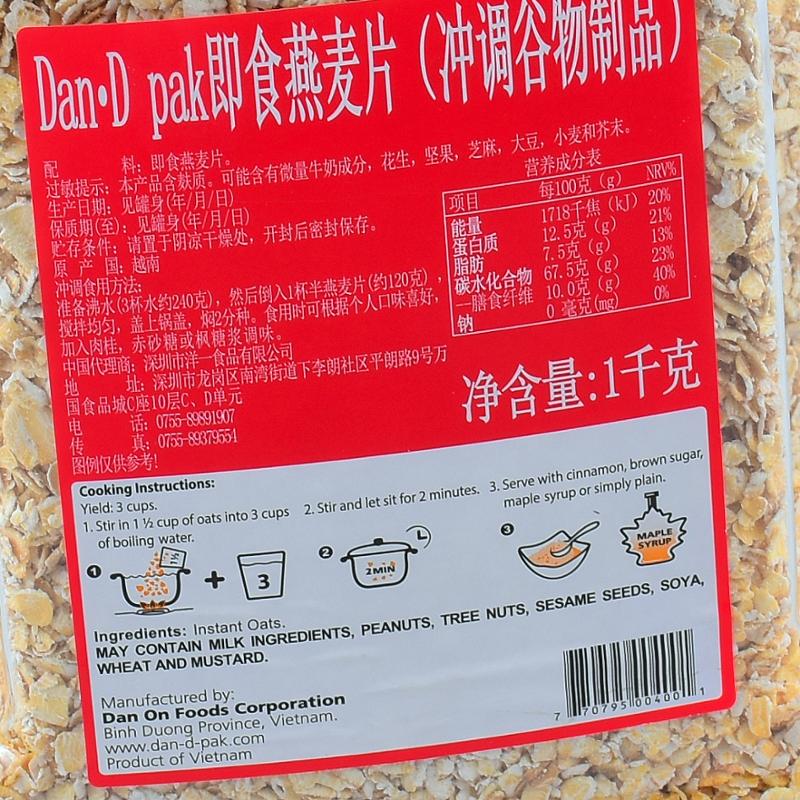 Dan•D pak即食燕麦片（冲调谷物制品）
配 料: 即食燕麦片。
过敏提示: 本产品含麸质。可能含有微量牛奶成分, 花生, 坚果, 芝麻, 大豆, 小麦和芥末。
生产日期: 见罐身(年/月/日)
保质期(至): 见罐身(年/月/日)
贮存条件: 请置于阴凉干燥处, 开封后密封保存。
原 产 国: 越南
冲调食用方法:
准备沸水(3杯水约240克), 然后倒入1杯半燕麦片(约120克),
搅拌均匀, 盖上锅盖, 焖2分种。食用时可根据个人口味喜好,
加入肉桂, 赤砂糖或枫糖浆调味。
中国代理商: 深圳市洋一食品有限公司
地 址: 深圳市龙岗区南湾街道下李朗社区平朗路9号万
国食品城C座10层C、D单元
电 话: 0755-89891907
传 真: 0755-89379554
图例仅供参考!
营养成分表
项目 每100克（g） NRV%
能量 1718千焦（kJ） 20%
蛋白质 12.5克（g） 21%
脂肪 7.5克（g） 13%
碳水化合物 67.5克（g） 23%
—膳食纤维 10.0克（g） 40%
钠 0 毫克(mg) 0%
净含量:1千克
Cooking Instructions:
Yield: 3 cups.
1. Stir in 1 ½ cup of oats into 3 cups
of boiling water.
2. Stir and let sit for 2 minutes.
3. Serve with cinnamon, brown sugar,
maple syrup or simply plain.
1
1½
+
3
2
2MIN
3
MAPLE
SYRUP
Ingredients: Instant Oats.
MAY CONTAIN MILK INGREDIENTS, PEANUTS, TREE NUTS, SESAME SEEDS, SOYA,
WHEAT AND MUSTARD.
Manufactured by:
Dan On Foods Corporation
Binh Duong Province, Vietnam.
www.dan-d-pak.com
Product of Vietnam
7 70795 00400 1